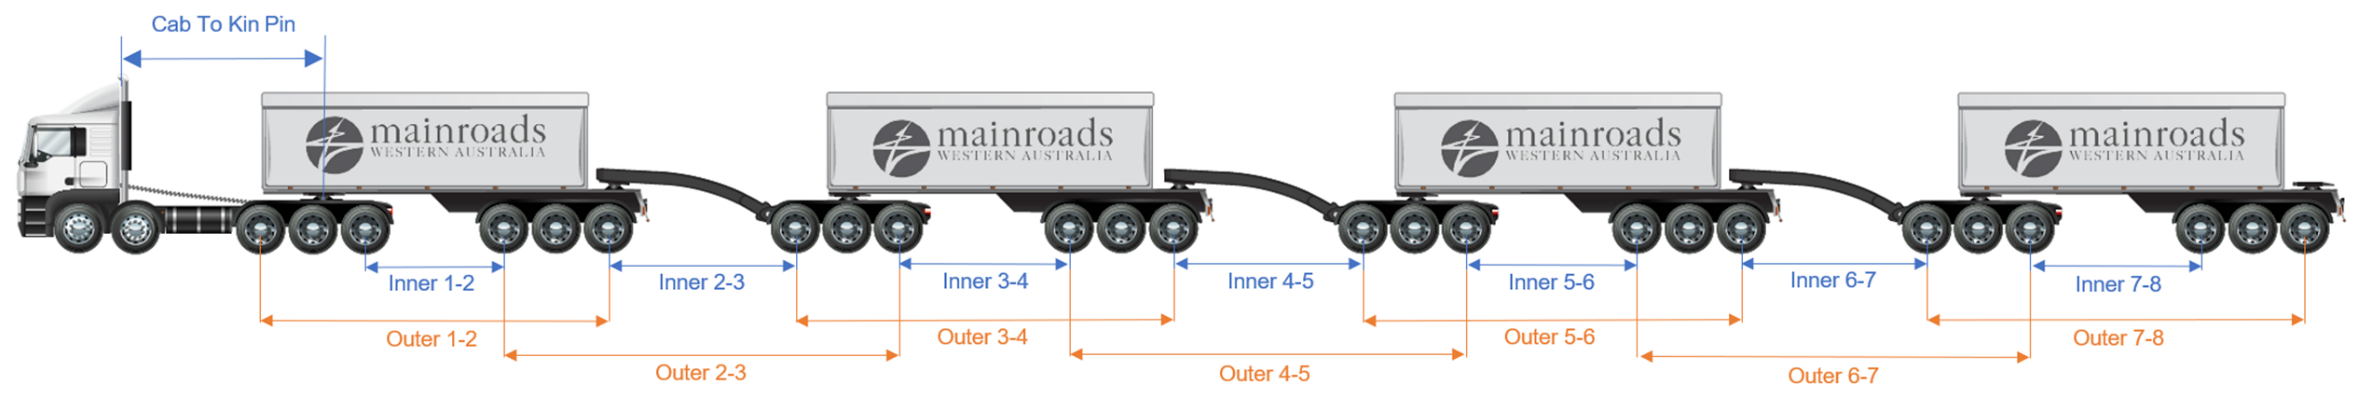 Cab To Kin Pin
mainroads
WESTERN AUSTRALIA
mainroads
WESTERN AUSTRALIA
mainroads
WESTERN AUSTRALIA
mainroads
WESTERN AUSTRALIA
Inner 1-2
Inner 2-3
Inner 3-4
Inner 4-5
Inner 5-6
Inner 6-7
Inner 7-8
Outer 1-2
Outer 3-4
Outer 5-6
Outer 7-8
Outer 2-3
Outer 4-5
Outer 6-7